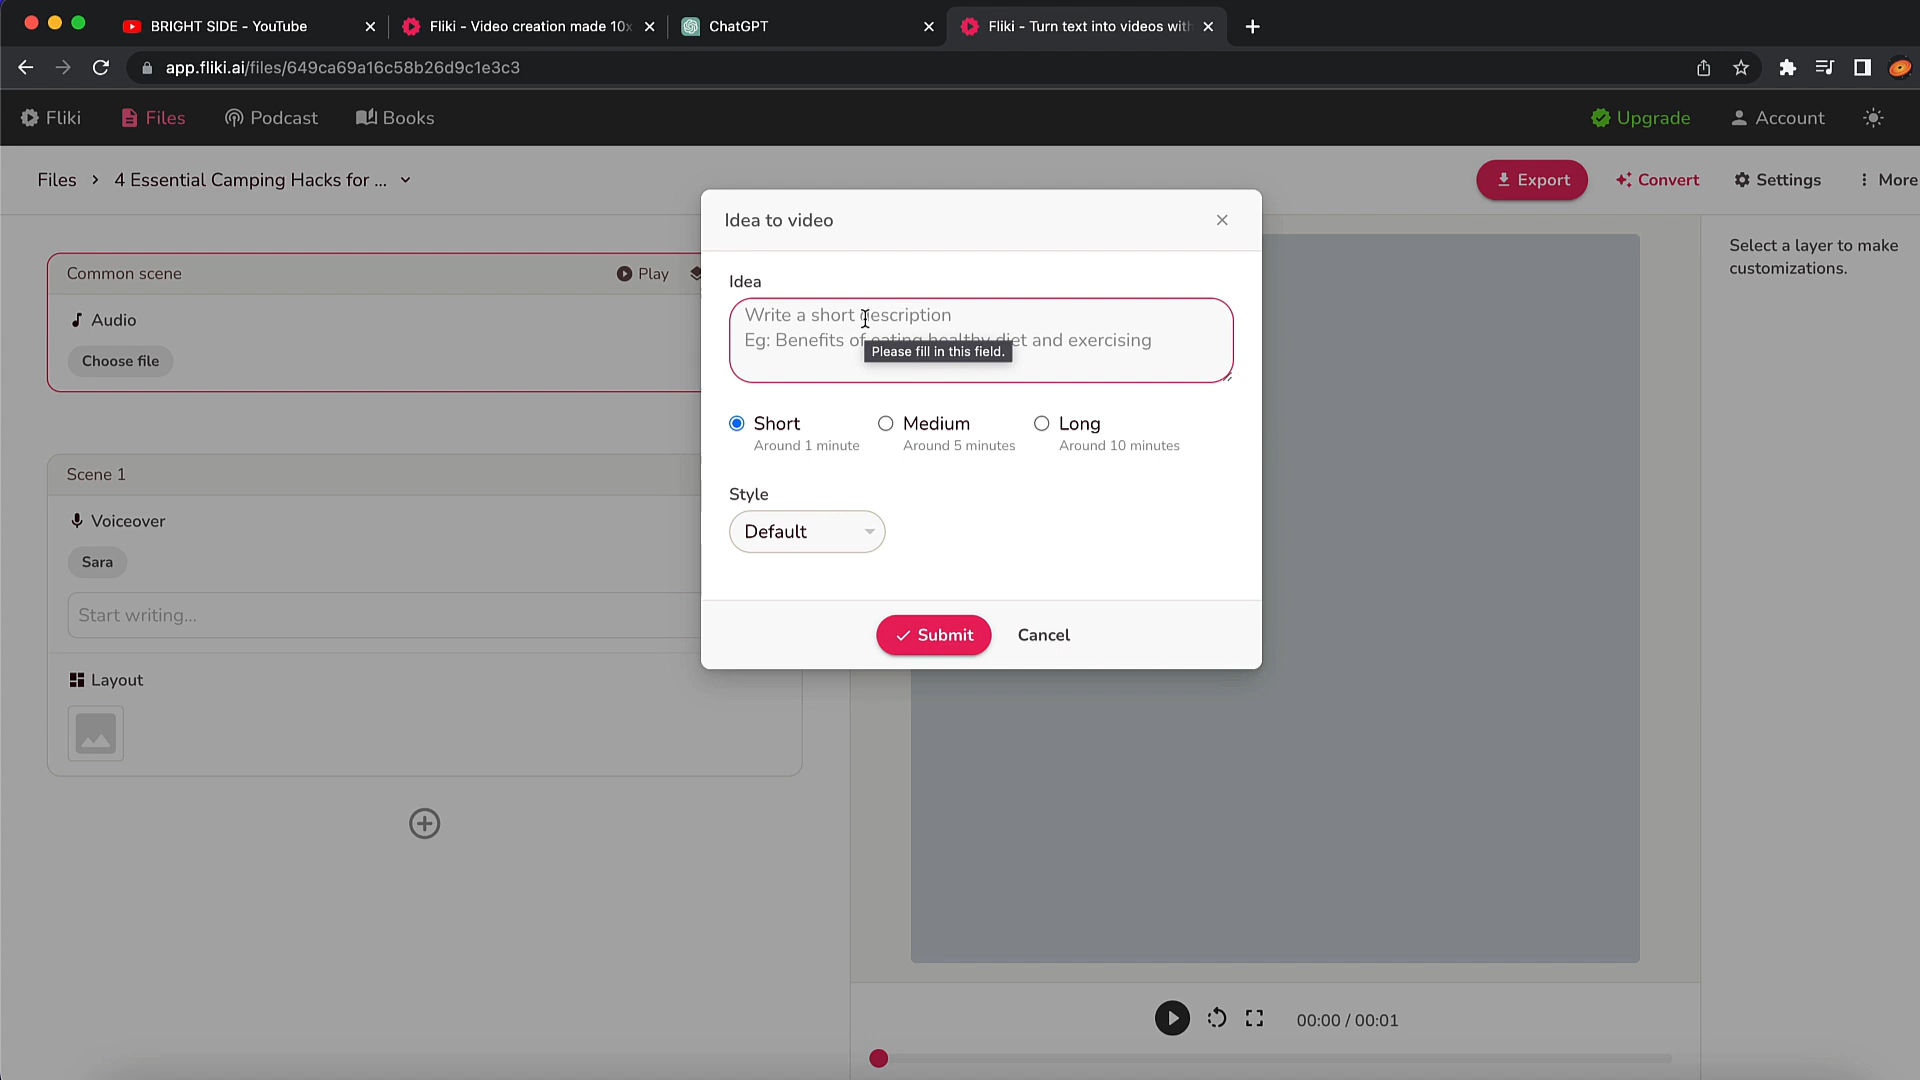 BRIGHT SIDE - YouTube
Fliki - Video creation made 10x
ChatGPT
Fliki - Turn text into videos with
app.fliki.ai/files/649ca69a16c58b26d9c1e3c3
Fliki
Files
Podcast
Books
Upgrade
Account
Files > 4 Essential Camping Hacks for ...
Export
Convert
Settings
More
Common scene
Play
Audio
Choose file
Scene 1
Voiceover
Sara
Start writing...
Layout
Idea to video
Idea
Write a short description
Eg: Benefits of eating healthy diet and exercising
Please fill in this field.
Short
Around 1 minute
Medium
Around 5 minutes
Long
Around 10 minutes
Style
Default
Submit
Cancel
Select a layer to make
customizations.
00:00 / 00:01